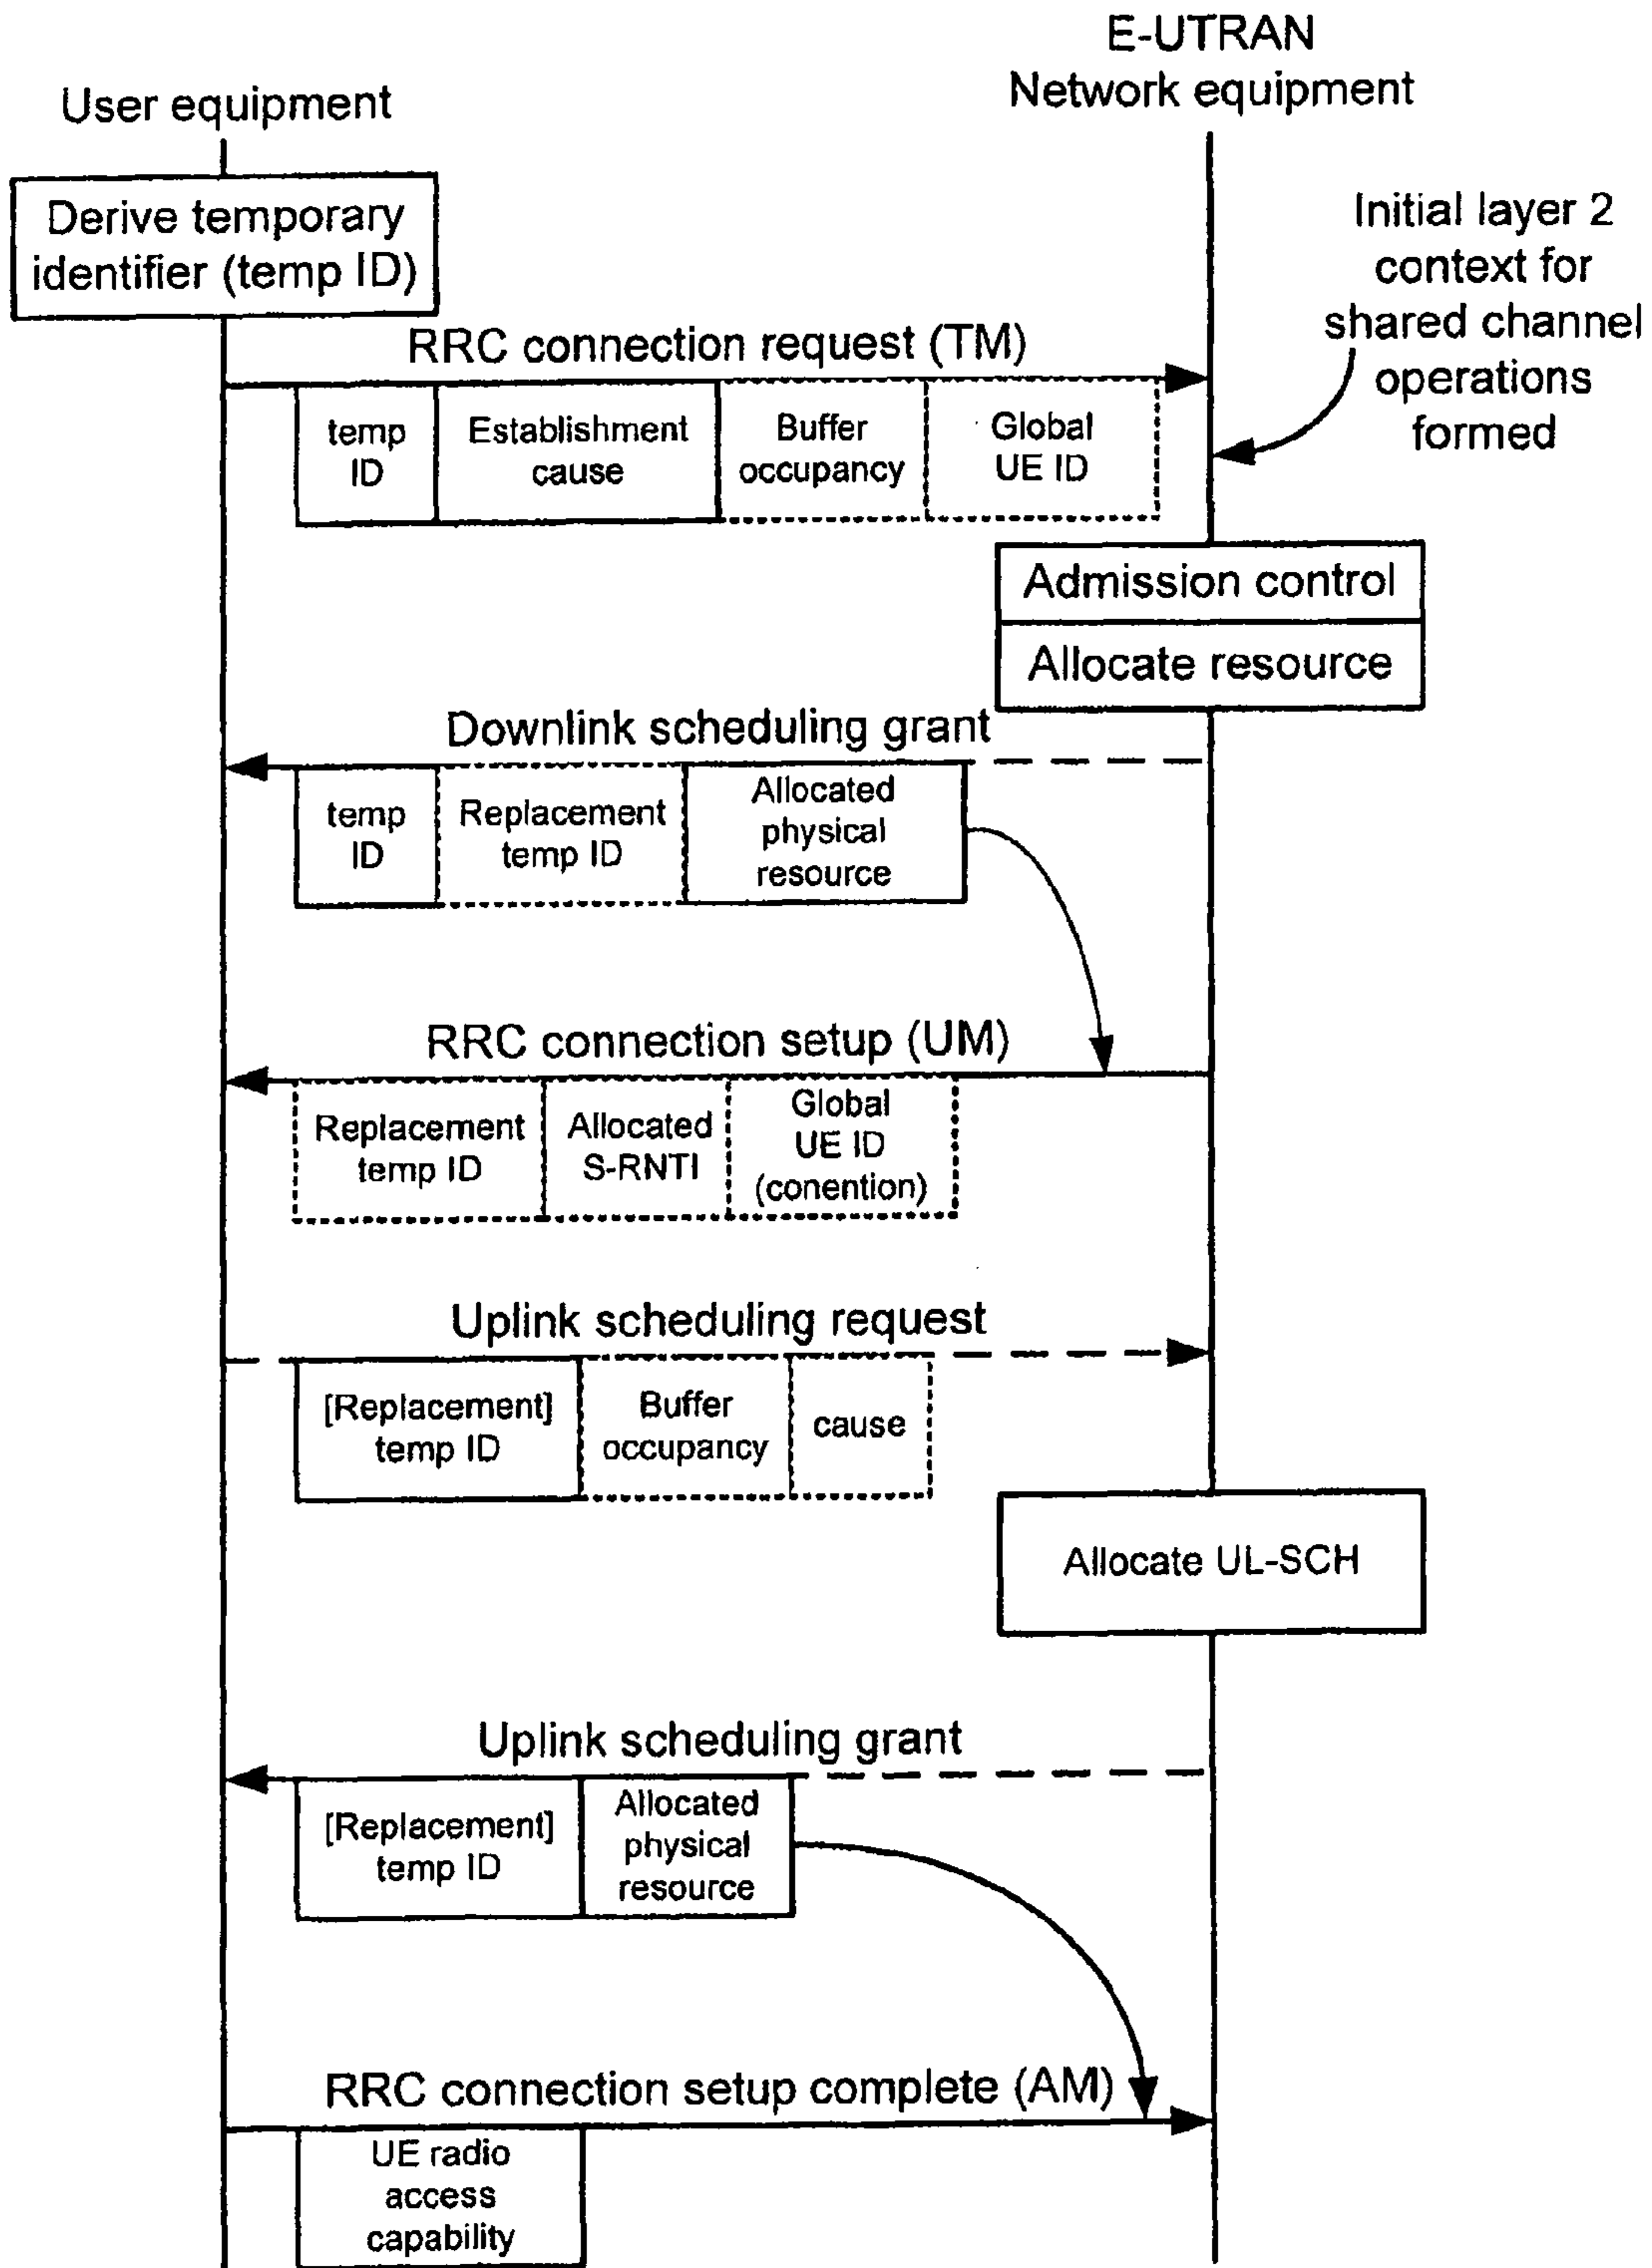 E-UTRAN
Network equipment
User equipment
Derive temporary
identifier (temp ID)
Initial layer 2
context for
shared channel
operations
formed
RRC connection request (TM)
temp
ID
Establishment
cause
Buffer
occupancy
Global
UE ID
Admission control
Allocate resource
Downlink scheduling grant
temp
ID
Replacement
temp ID
Allocated
physical
resource
RRC connection setup (UM)
Replacement
temp ID
Allocated
S-RNTI
Global
UE ID
(conention)
Uplink scheduling request
[Replacement]
temp ID
Buffer
occupancy
cause
Allocate UL-SCH
Uplink scheduling grant
[Replacement]
temp ID
Allocated
physical
resource
RRC connection setup complete (AM)
UE radio
access
capability